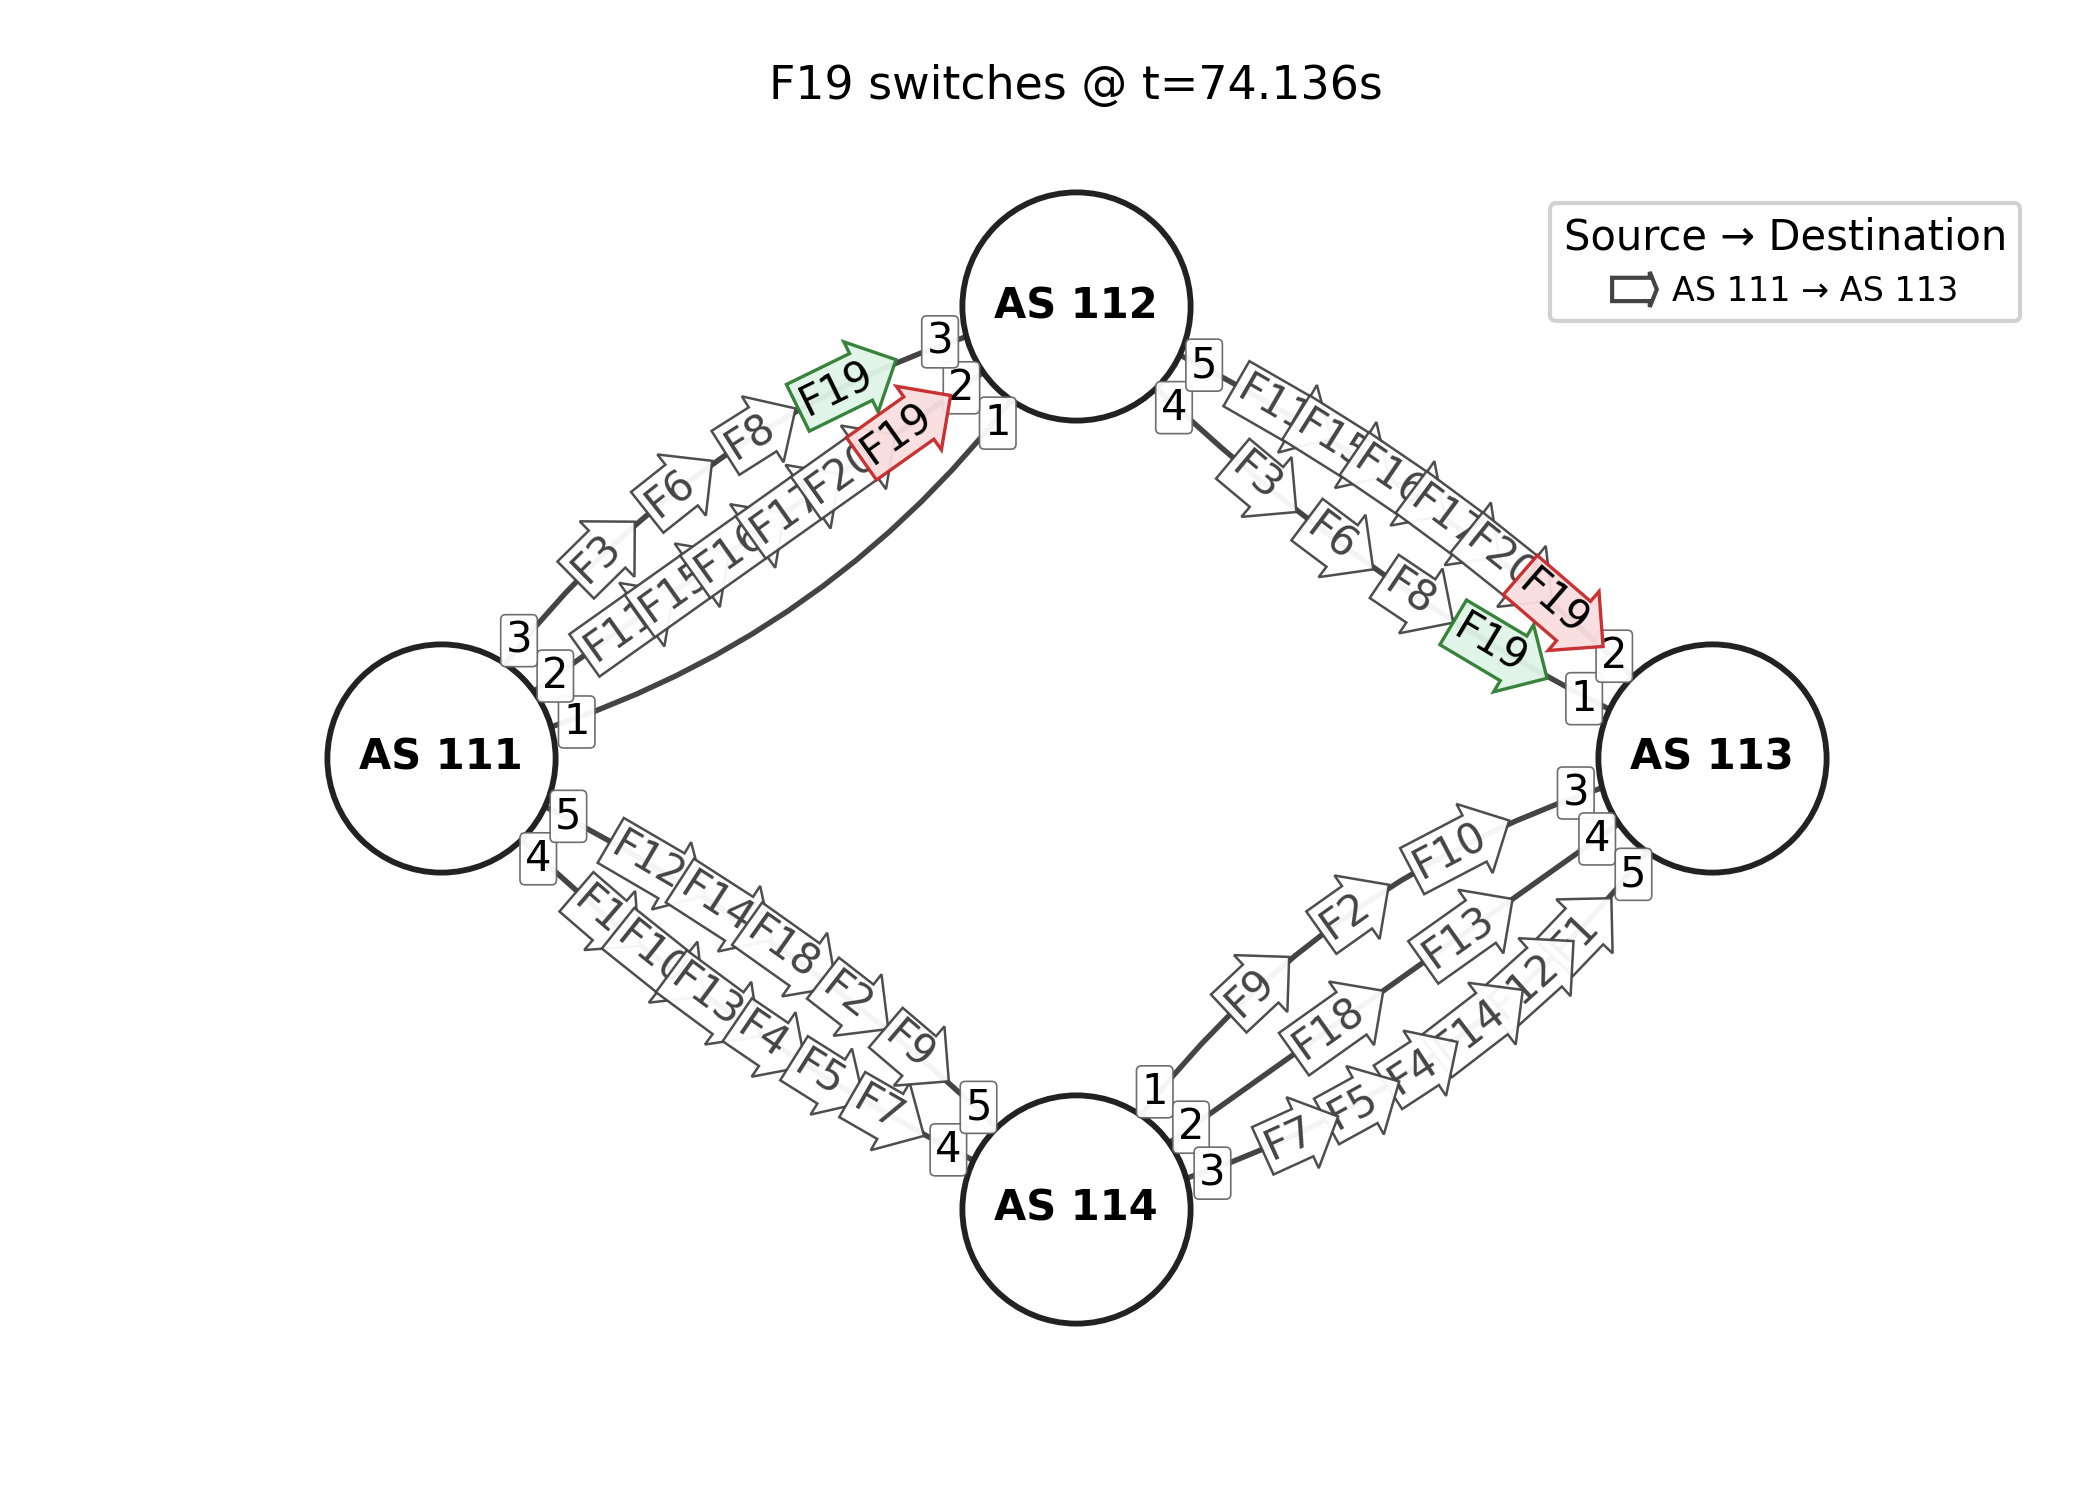 F19 switches @ t=74.136s
Source → Destination
AS 111 → AS 113
AS 112
3
2
1
5
4
F3
F6
F8
F19
F11
F15
F16
F17
F20
F19
F11
F15
F16
F17
F20
F19
F3
F6
F8
F19
3
2
1
2
1
AS 111
AS 113
5
4
3
4
5
F12
F14
F18
F2
F9
F1
F10
F13
F4
F5
F7
F9
F2
F10
F18
F13
F7
F5
F4
F14
F12
F1
5
4
1
2
3
AS 114